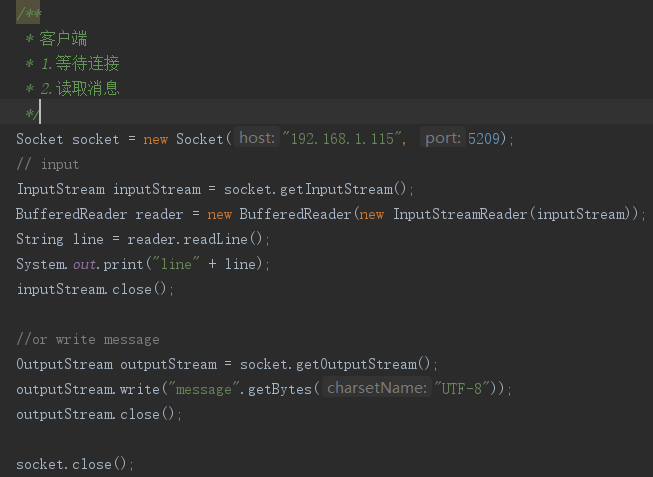 /**
* 客户端
* 1.等待连接
* 2.读取消息
*/
Socket socket = new Socket( host: "192.168.1.115", port: 5209);
// input
InputStream inputStream = socket.getInputStream();
BufferedReader reader = new BufferedReader(new InputStreamReader(inputStream));
String line = reader.readLine();
System.out.print("line" + line);
inputStream.close();
//or write message
OutputStream outputStream = socket.getOutputStream();
outputStream.write("message".getBytes( charsetName: "UTF-8"));
outputStream.close();
socket.close();